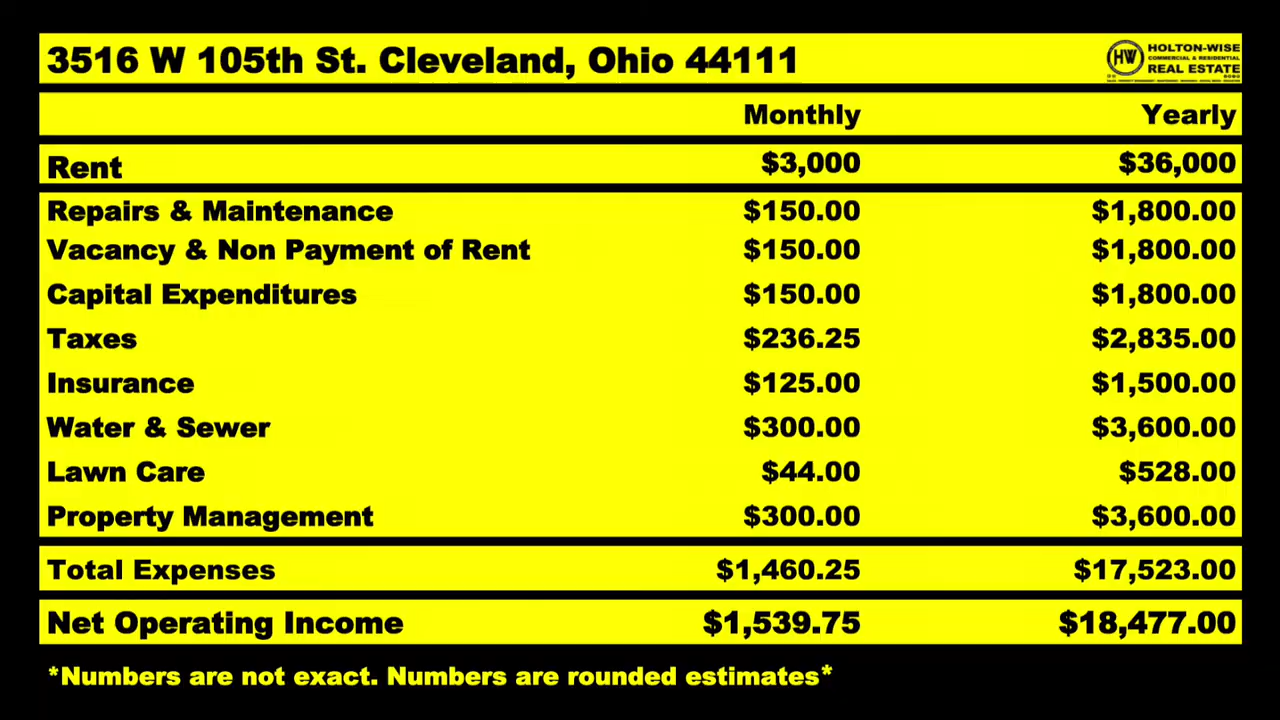 3516 W 105th St. Cleveland, Ohio 44111
HW
HOLTON-WISE
COMMERCIAL & RESIDENTIAL
REAL ESTATE
Monthly Yearly
Rent $3,000 $36,000
Repairs & Maintenance $150.00 $1,800.00
Vacancy & Non Payment of Rent $150.00 $1,800.00
Capital Expenditures $150.00 $1,800.00
Taxes $236.25 $2,835.00
Insurance $125.00 $1,500.00
Water & Sewer $300.00 $3,600.00
Lawn Care $44.00 $528.00
Property Management $300.00 $3,600.00
Total Expenses $1,460.25 $17,523.00
Net Operating Income $1,539.75 $18,477.00
*Numbers are not exact. Numbers are rounded estimates*